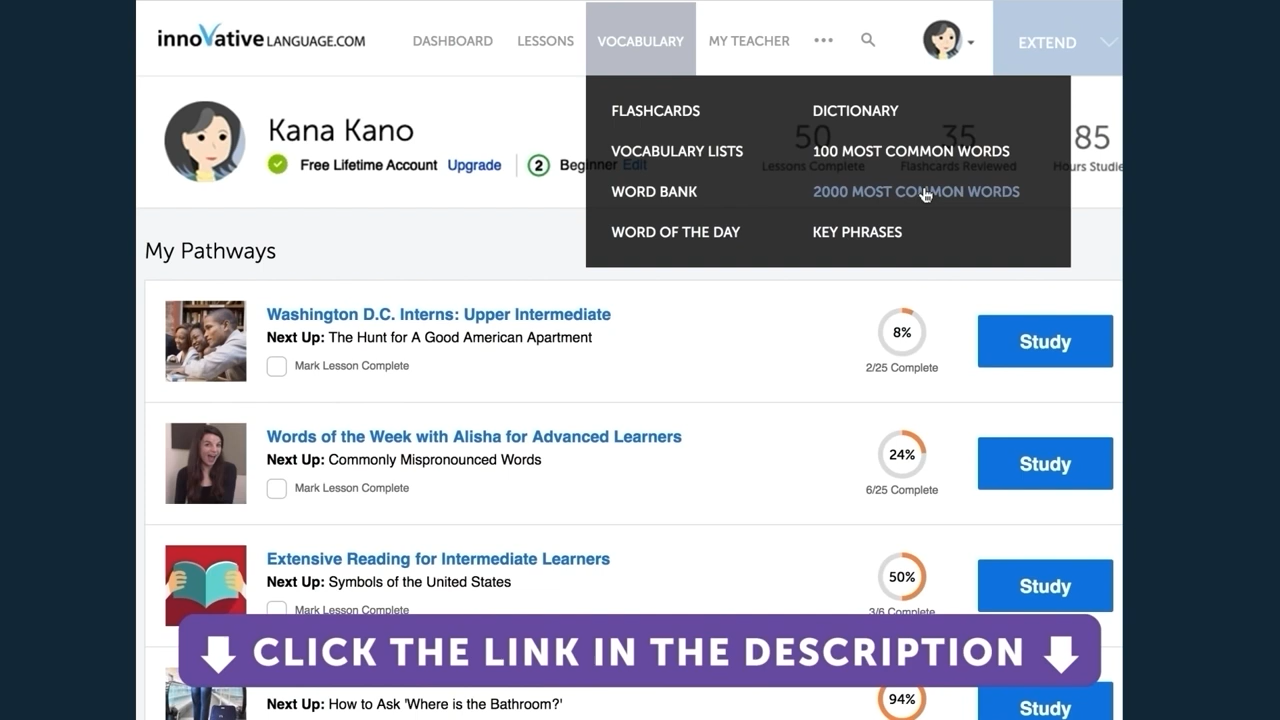 innoVative LANGUAGE.COM
DASHBOARD LESSONS VOCABULARY MY TEACHER ••• EXTEND
FLASHCARDS DICTIONARY
VOCABULARY LISTS 100 MOST COMMON WORDS
WORD BANK 2000 MOST COMMON WORDS
WORD OF THE DAY KEY PHRASES
Kana Kano 50 35 85
Free Lifetime Account Upgrade 2 Beginner Edit Lessons Complete Flashcards Reviewed Hours Studie
My Pathways
Washington D.C. Interns: Upper Intermediate
Next Up: The Hunt for A Good American Apartment
Mark Lesson Complete
8%
2/25 Complete
Study
Words of the Week with Alisha for Advanced Learners
Next Up: Commonly Mispronounced Words
Mark Lesson Complete
24%
6/25 Complete
Study
Extensive Reading for Intermediate Learners
Next Up: Symbols of the United States
Mark Lesson Complete
50%
3/6 Complete
Study
CLICK THE LINK IN THE DESCRIPTION
Next Up: How to Ask 'Where is the Bathroom?'
94%
Study